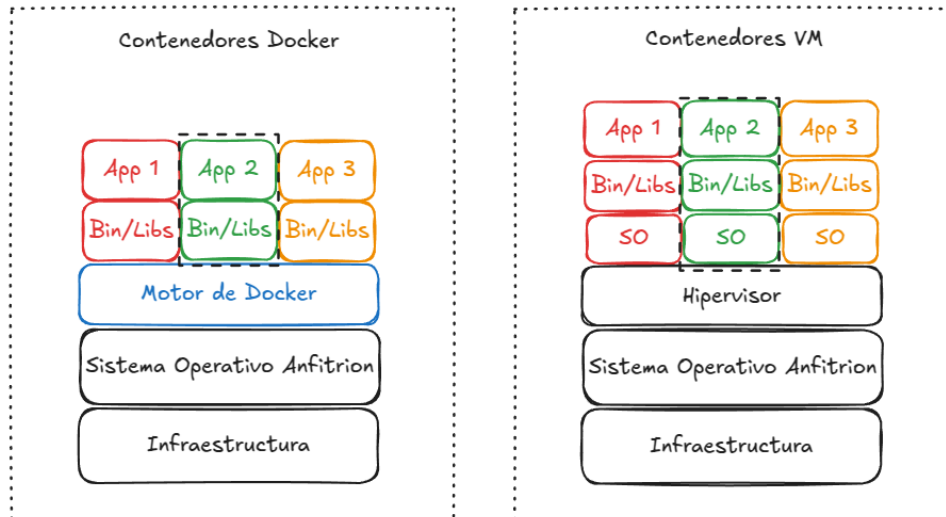 Contenedores Docker
App 1
App 2
App 3
Bin/Libs
Bin/Libs
Bin/Libs
Motor de Docker
Sistema Operativo Anfitrion
Infraestructura
Contenedores VM
App 1
App 2
App 3
Bin/Libs
Bin/Libs
Bin/Libs
SO
SO
SO
Hipervisor
Sistema Operativo Anfitrion
Infraestructura